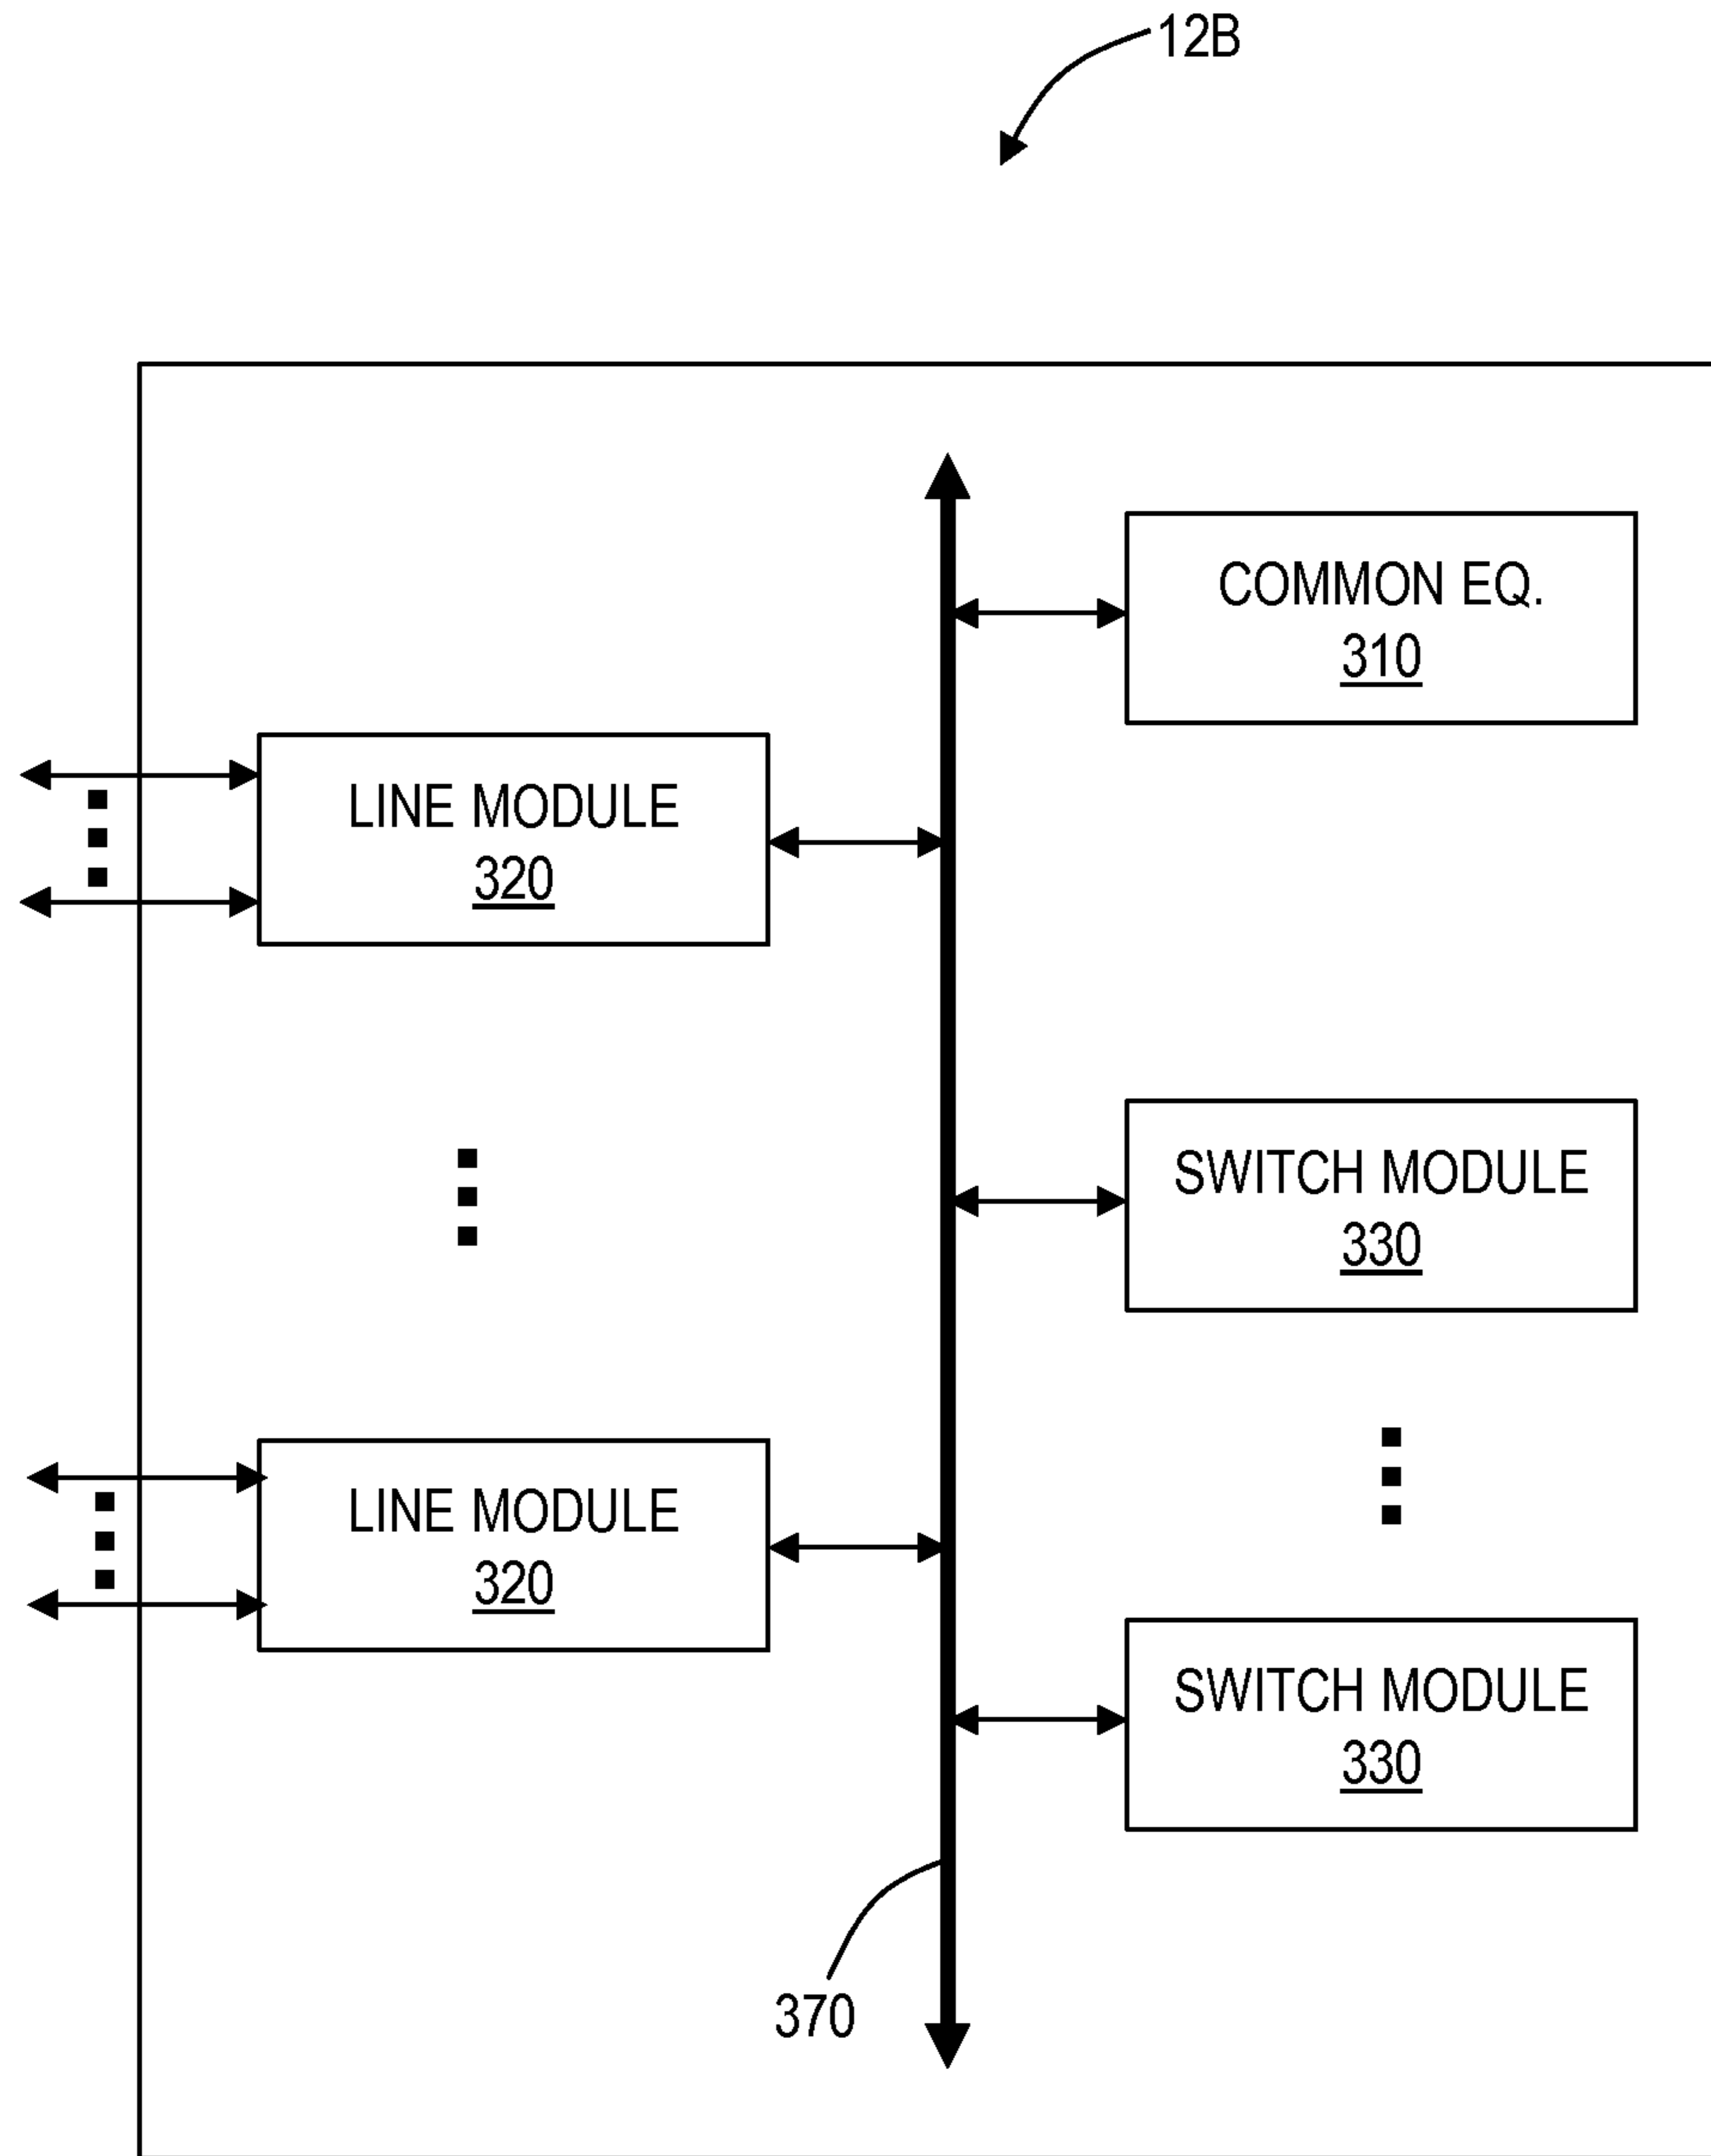 12B
COMMON EQ.
310
LINE MODULE
320
SWITCH MODULE
330
LINE MODULE
320
SWITCH MODULE
330
370